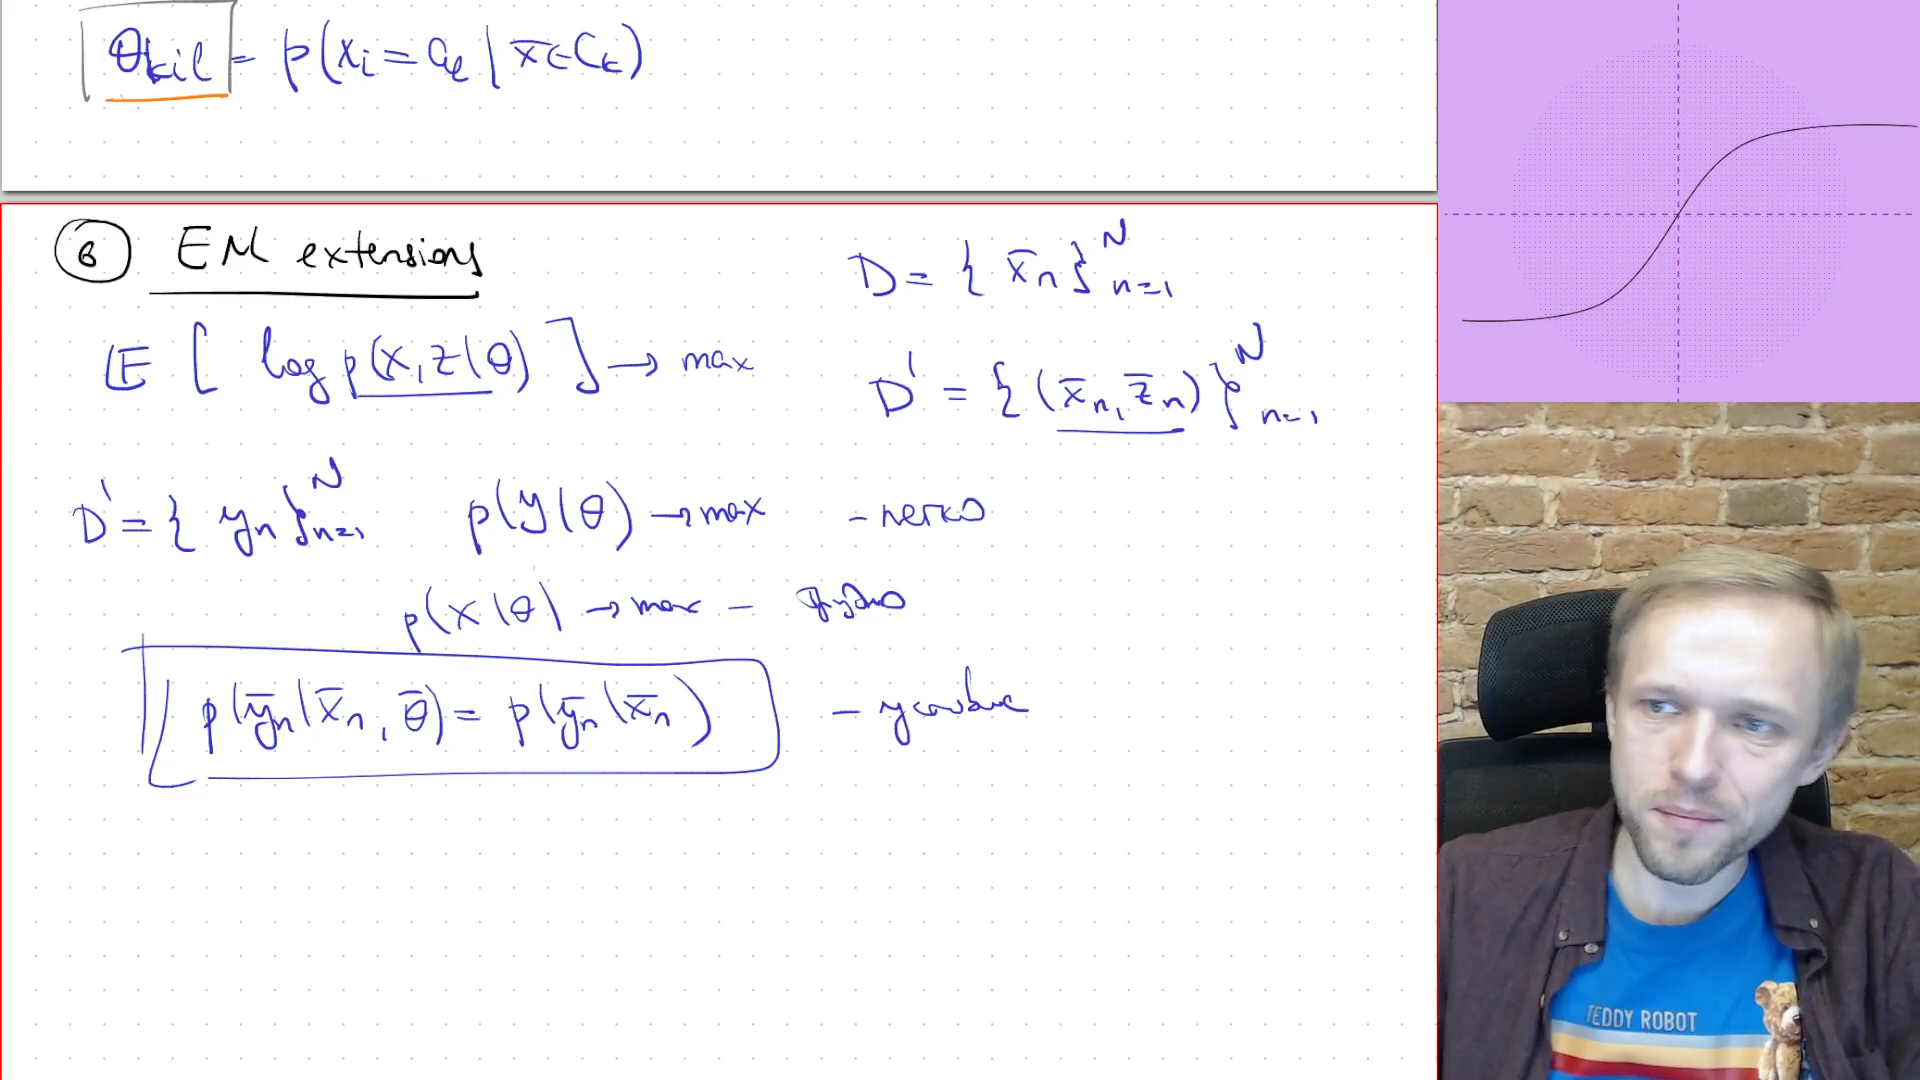 θkil = p(xi = al | x̄ ∈ Ck)
6 EM extensions
D = { x̄n }ᴺ n=1
E [ log p(x, z | θ) ] → max
D' = { (x̄n, z̄n) }ᴺ n=1
D' = { yn }ᴺ n=1 p(y | θ) → max - легко
p(x | θ) → max - трудно
p(ȳn | x̄n, θ̄) = p(ȳn | x̄n) - условие
TEDDY ROBOT